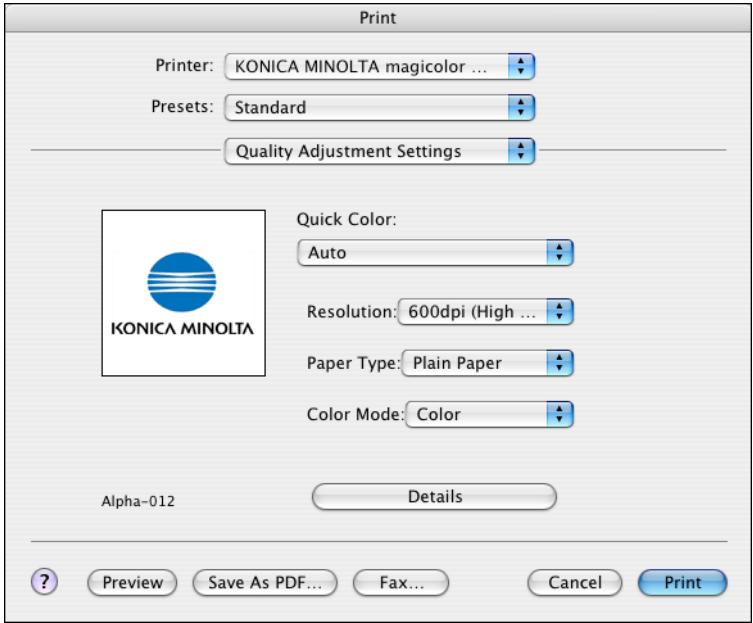 Print
Printer: KONICA MINOLTA magicolor ...
Presets: Standard
Quality Adjustment Settings
Quick Color:
Auto
KONICA MINOLTA
Resolution: 600dpi (High ...
Paper Type: Plain Paper
Color Mode: Color
Alpha-012
Details
? Preview Save As PDF... Fax... Cancel Print